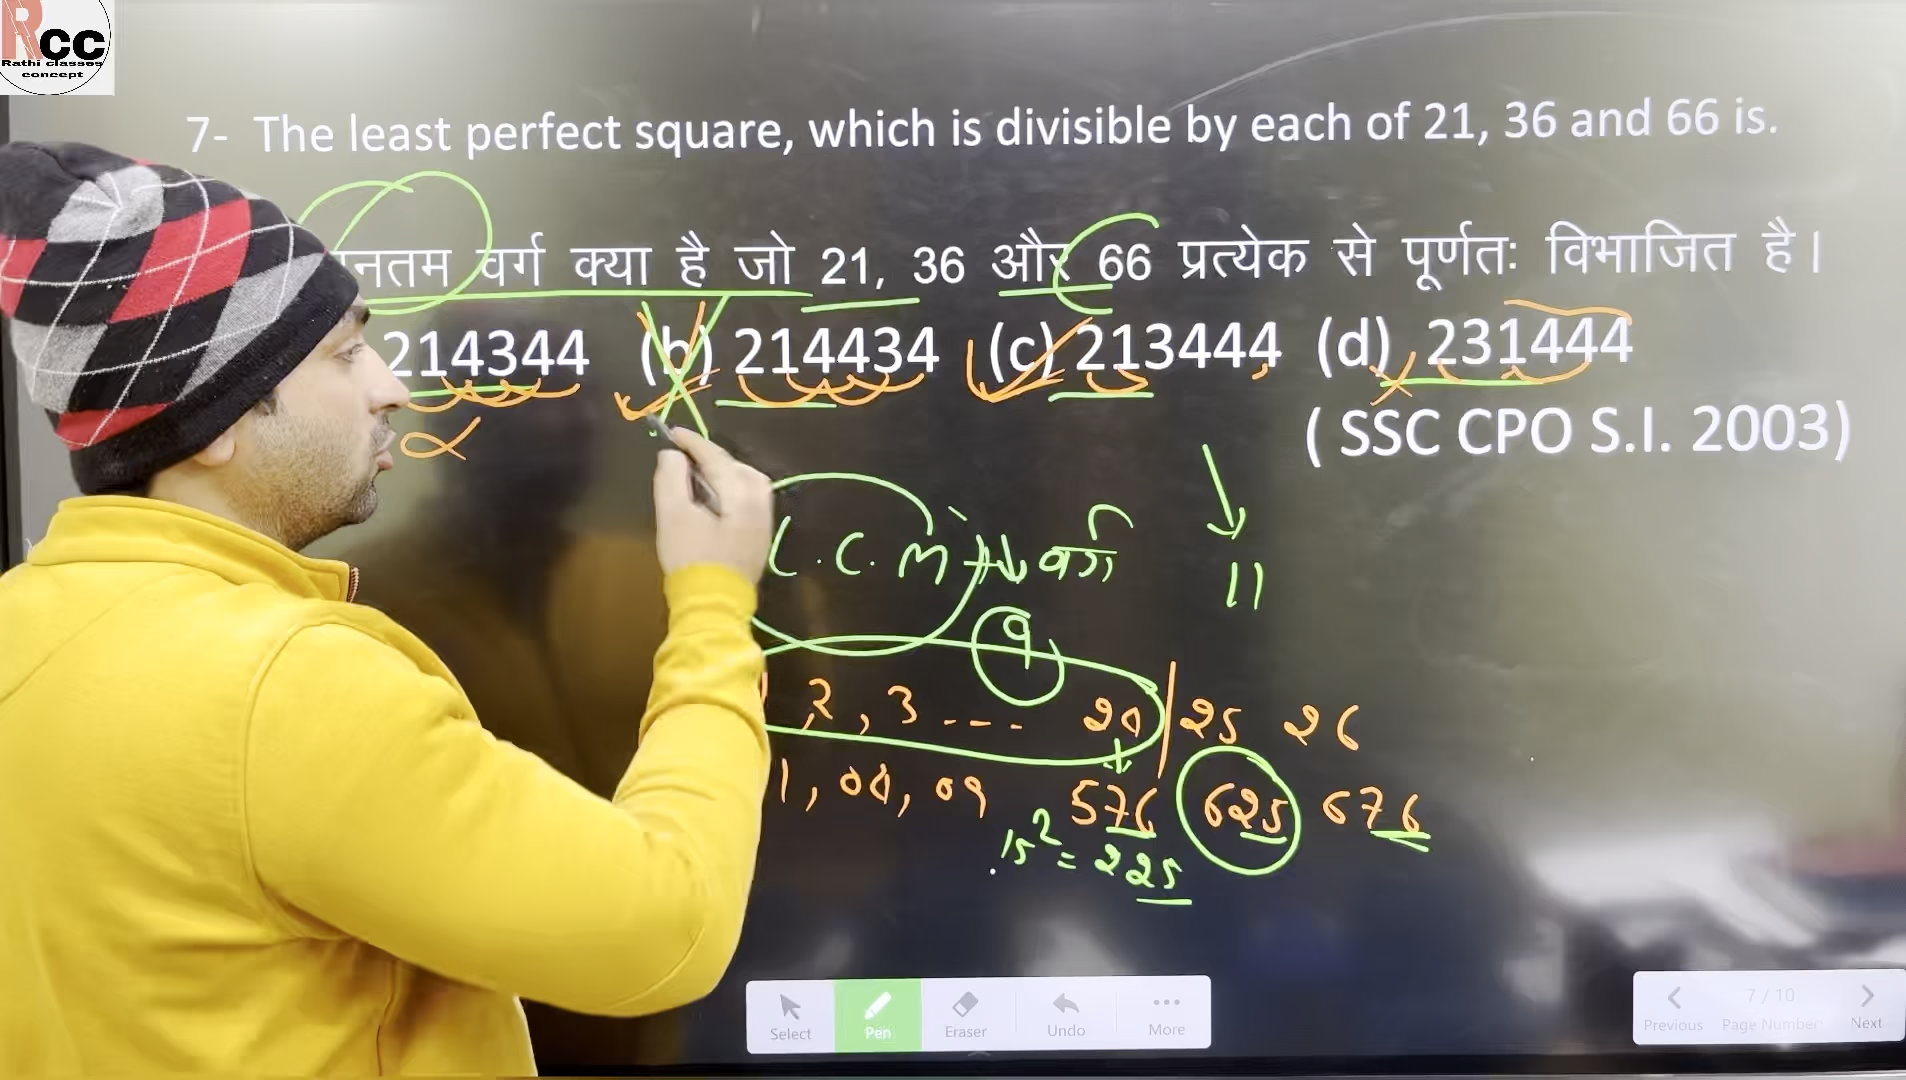 Rcc
Rathi classes
concept
7- The least perfect square, which is divisible by each of 21, 36 and 66 is.
नतम वर्ग क्या है जो 21, 36 और 66 प्रत्येक से पूर्णतः विभाजित है।
214344 (b) 214434 (c) 213444 (d) 231444
( SSC CPO S.I. 2003)
L.C.M वर्ग 11
9
2, 3 --- 24 25 26
1, 04, 09 576 625 676
15² = 225
Select Pen Eraser Undo More
7 / 10
Previous Page Number Next